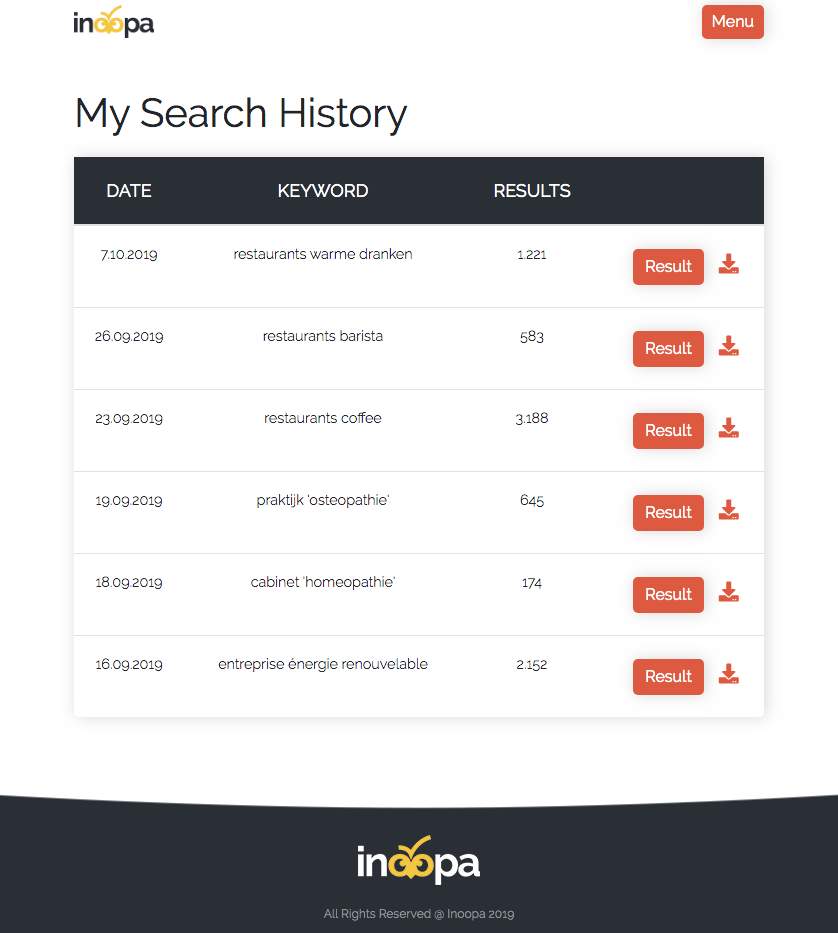 inoopa
Menu
My Search History
DATE KEYWORD RESULTS
7.10.2019 restaurants warme dranken 1.221 Result
26.09.2019 restaurants barista 583 Result
23.09.2019 restaurants coffee 3.188 Result
19.09.2019 praktijk 'osteopathie' 645 Result
18.09.2019 cabinet 'homeopathie' 174 Result
16.09.2019 entreprise énergie renouvelable 2.152 Result
inoopa
All Rights Reserved @ Inoopa 2019